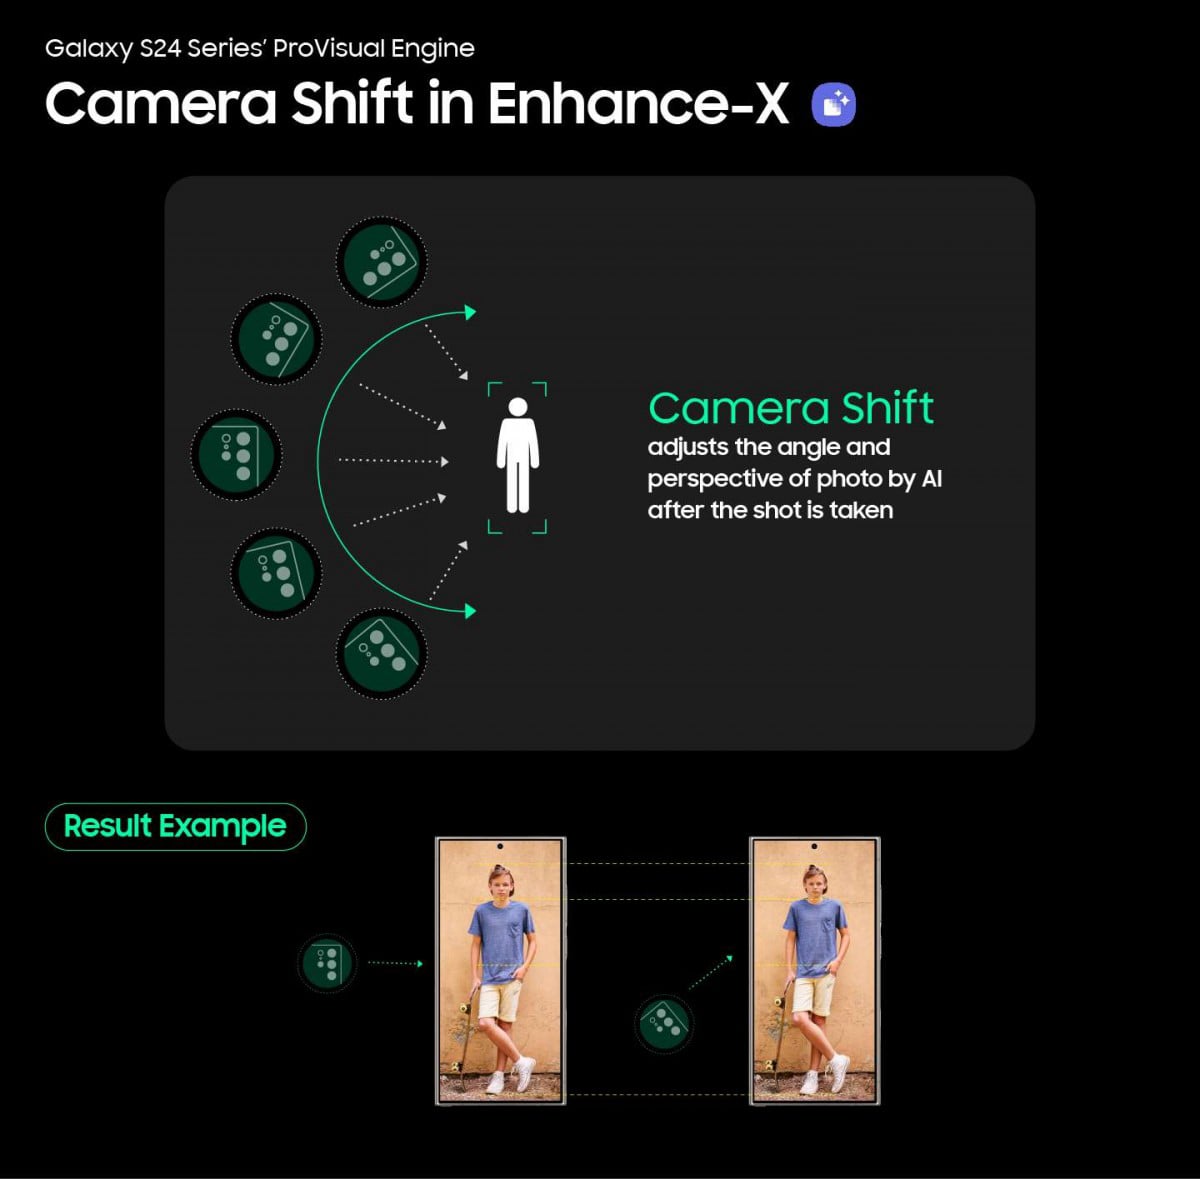 Galaxy S24 Series’ ProVisual Engine
Camera Shift in Enhance-X
Camera Shift
adjusts the angle and
perspective of photo by AI
after the shot is taken
Result Example